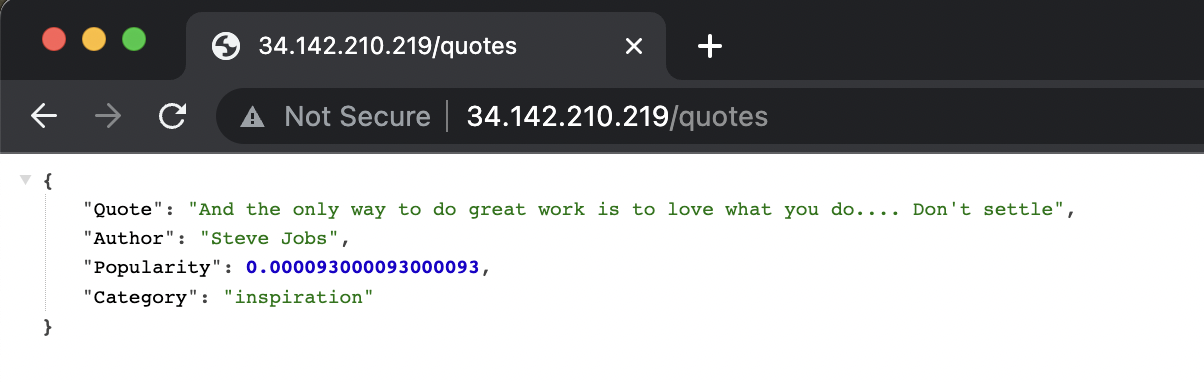 34.142.210.219/quotes
Not Secure | 34.142.210.219/quotes
{
"Quote": "And the only way to do great work is to love what you do.... Don't settle",
"Author": "Steve Jobs",
"Popularity": 0.000093000093000093,
"Category": "inspiration"
}